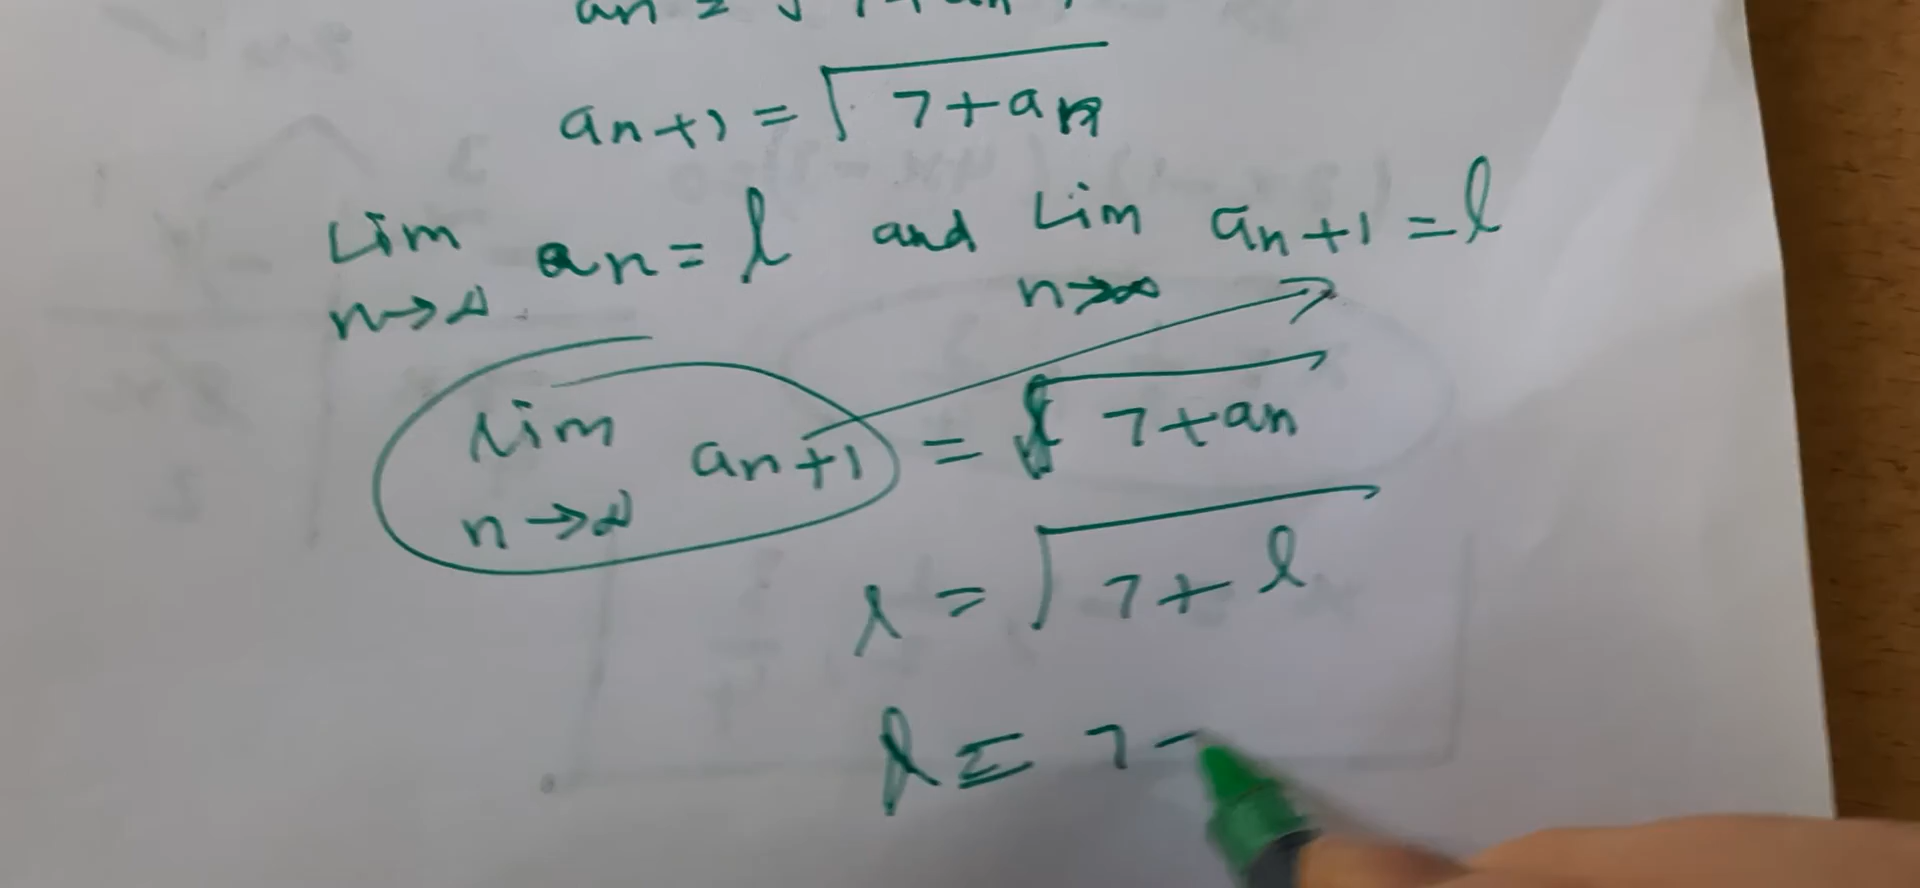 an+1 = √7+an
Lim an = l and Lim an+1 = l
n→∞ n→∞
Lim an+1 = √7+an
n→∞
l = √7+l
l = 7